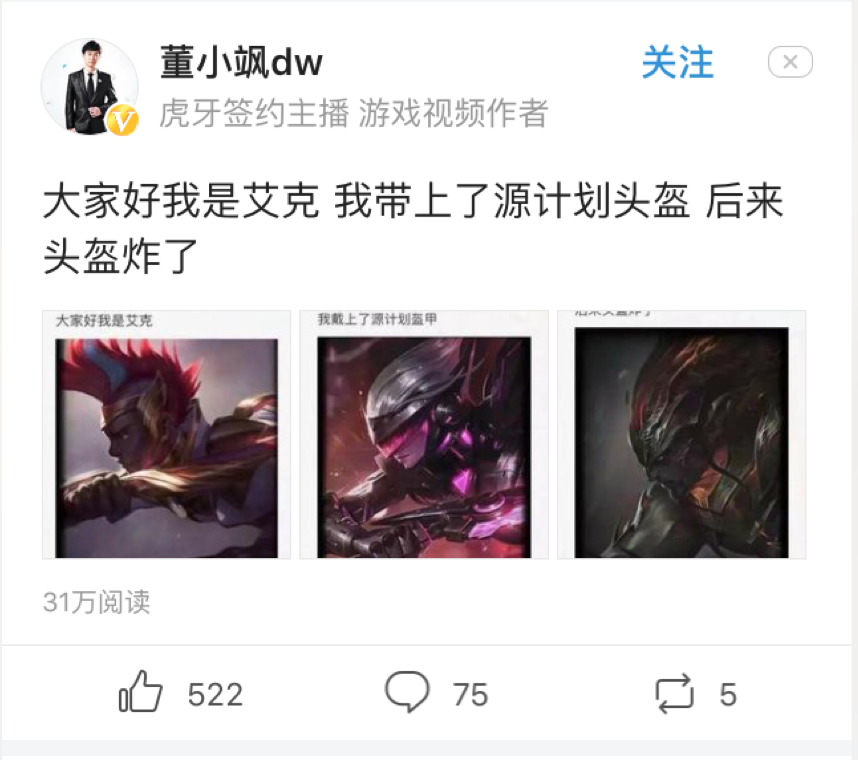 董小飒dw
关注
虎牙签约主播 游戏视频作者
大家好我是艾克 我带上了源计划头盔 后来
头盔炸了
大家好我是艾克
我戴上了源计划盔甲
31万阅读
522
75
5